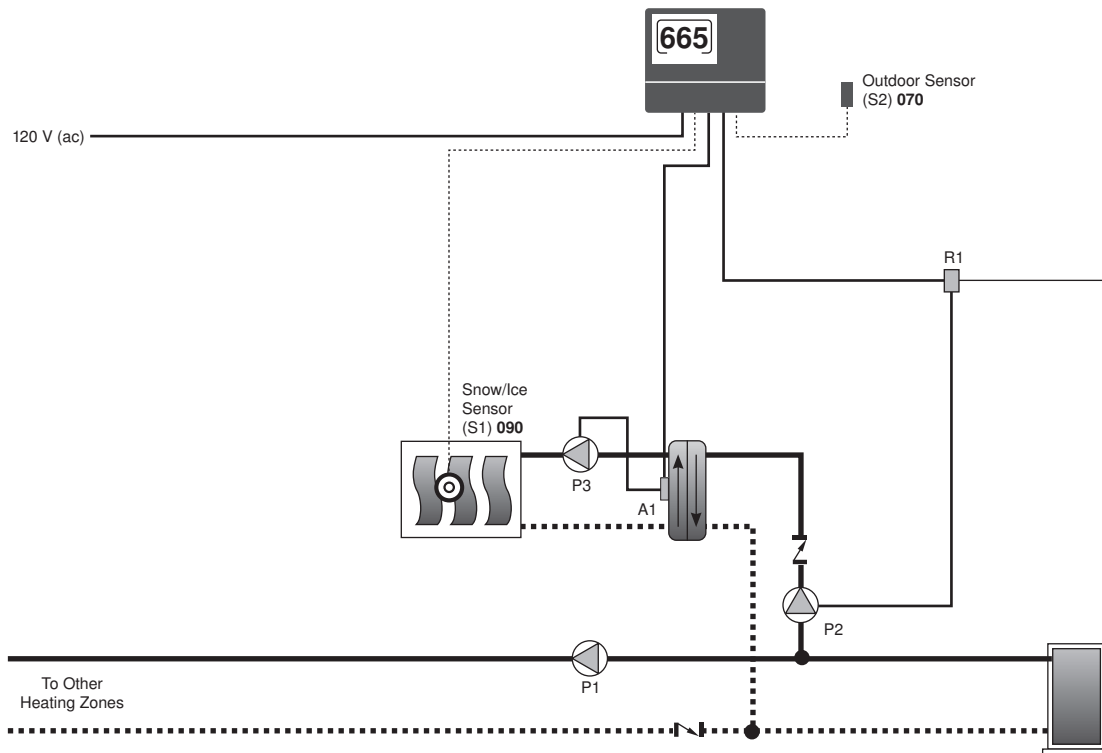 665
Outdoor Sensor
(S2) 070
120 V (ac)
R1
Snow/Ice
Sensor
(S1) 090
P3
A1
P2
P1
To Other
Heating Zones